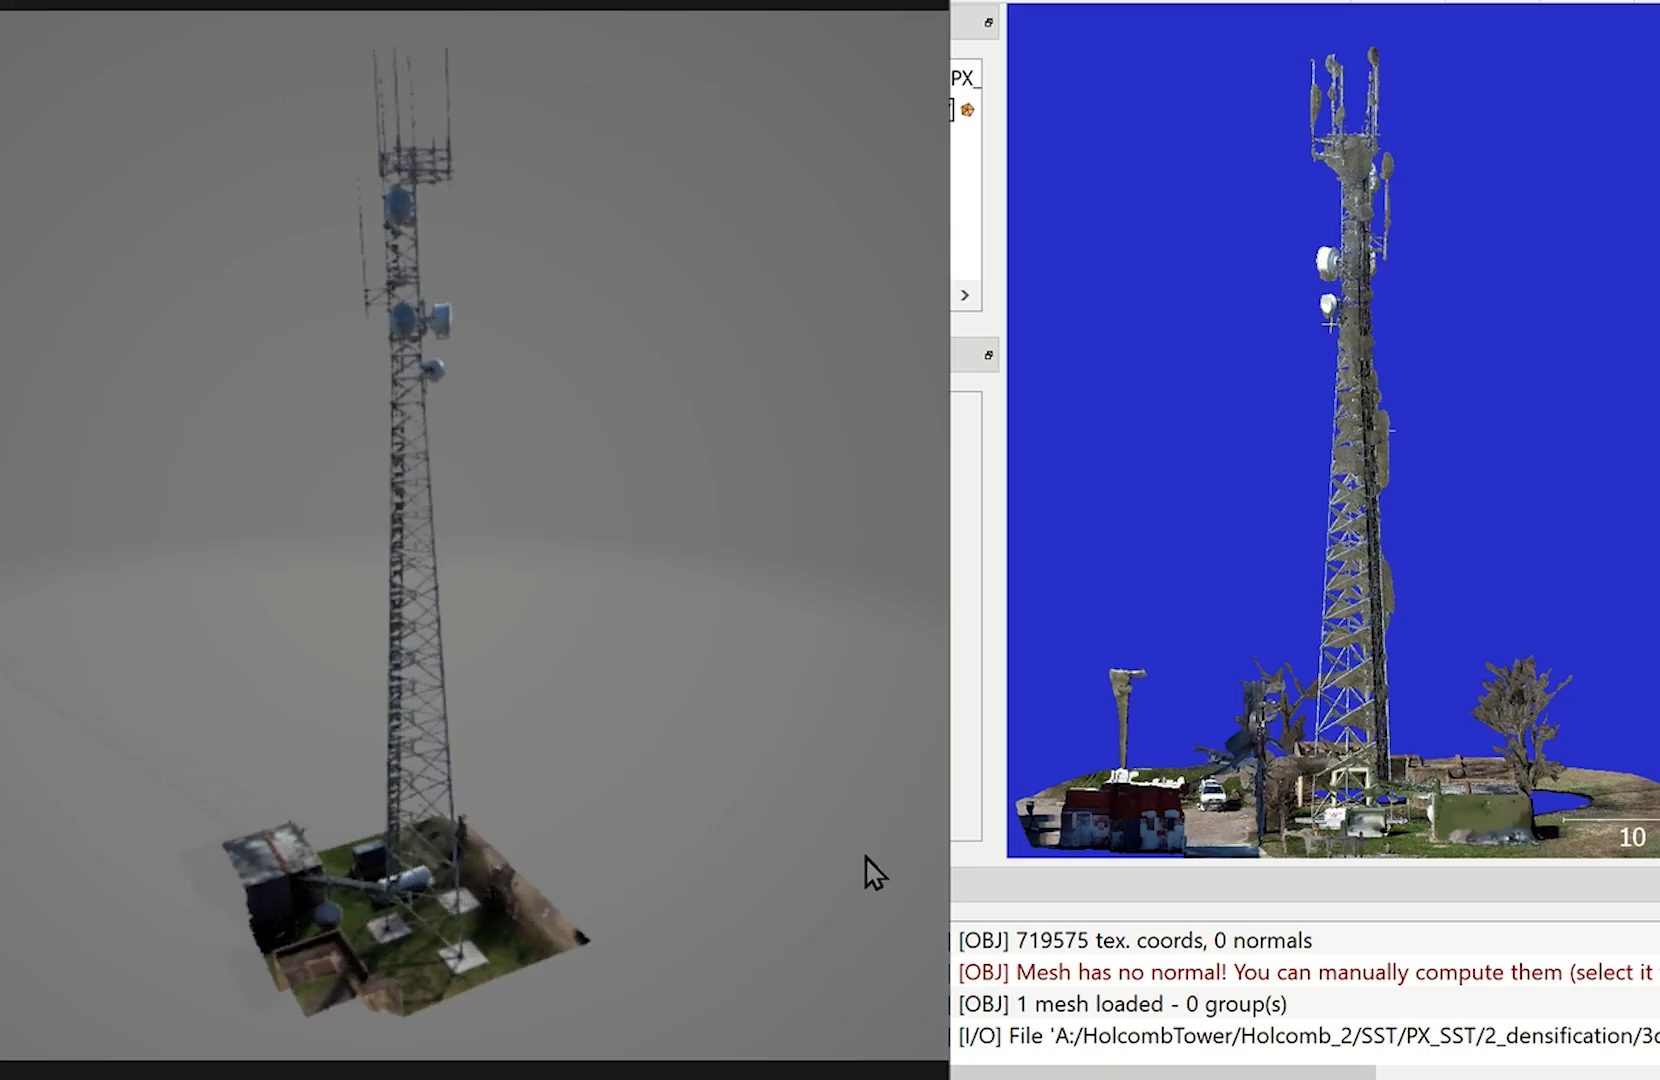 PX_
10
[OBJ] 719575 tex. coords, 0 normals
[OBJ] Mesh has no normal! You can manually compute them (select it
[OBJ] 1 mesh loaded - 0 group(s)
[I/O] File 'A:/HolcombTower/Holcomb_2/SST/PX_SST/2_densification/3d